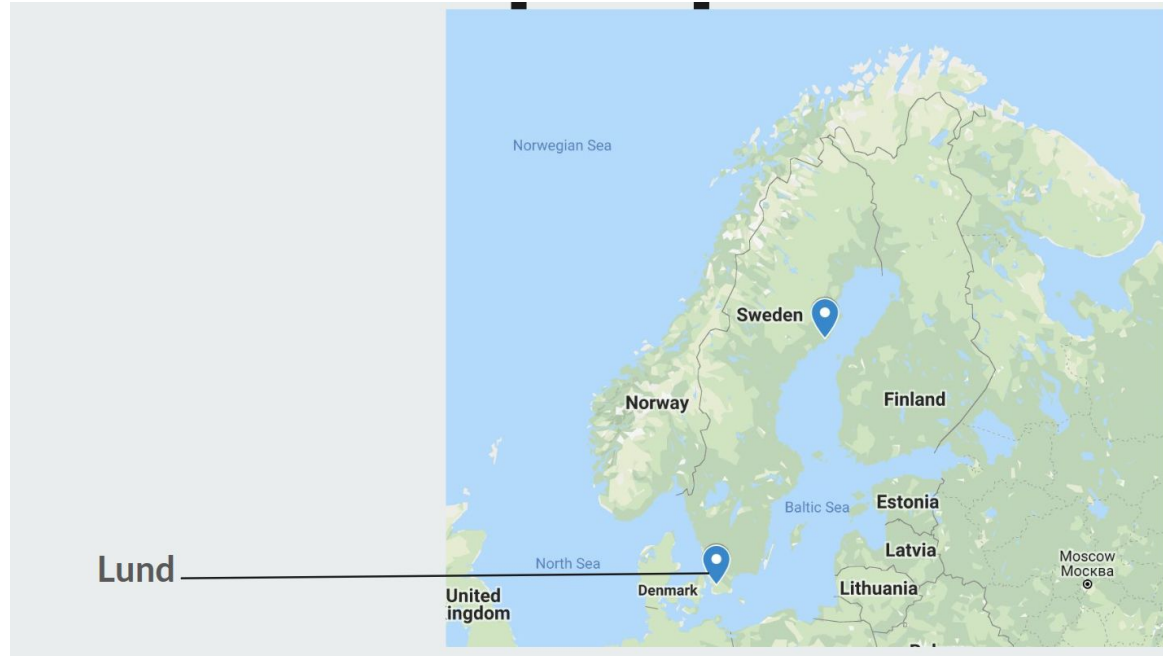 Norwegian Sea
Sweden
Norway
Finland
Baltic Sea
Estonia
Lund
North Sea
Latvia
Moscow
Москва
Denmark
Lithuania
United
ingdom